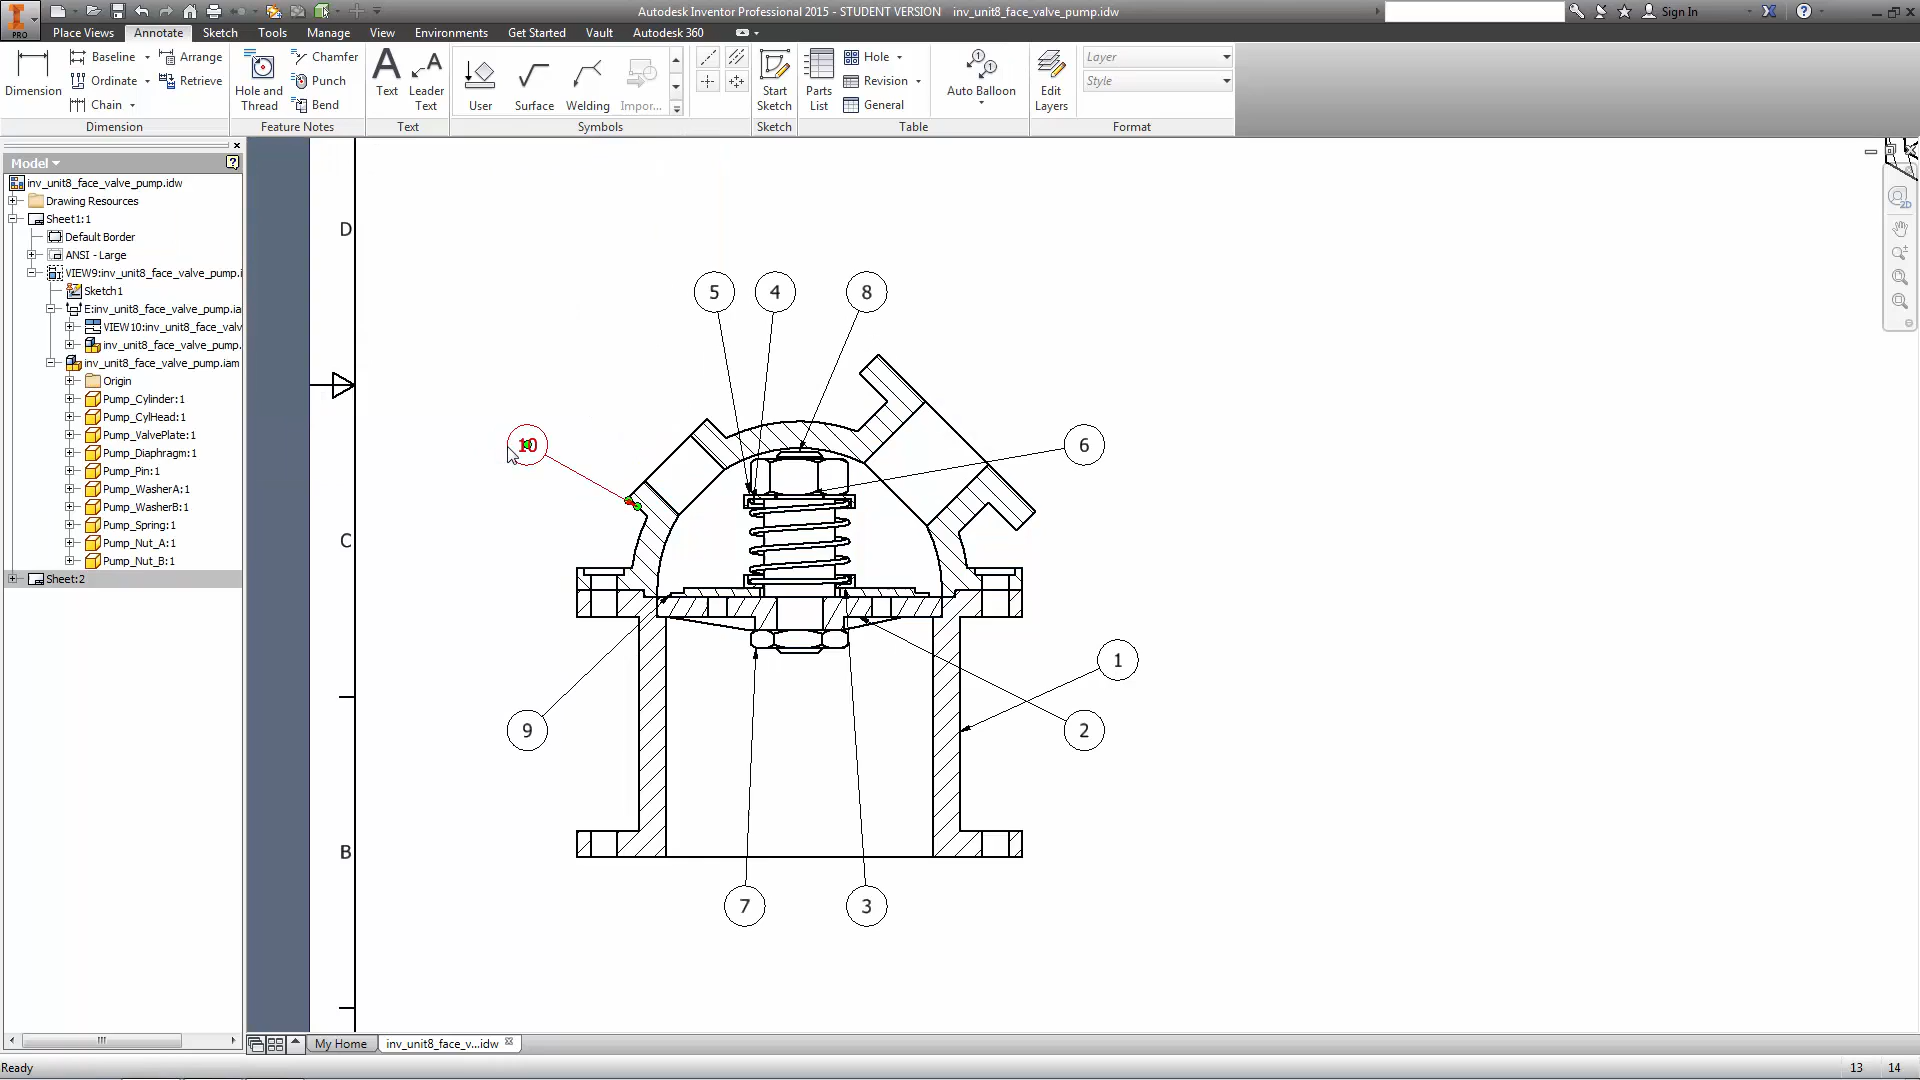 Autodesk Inventor Professional 2015 - STUDENT VERSION inv_unit8_face_valve_pump.idw
Sign In
PRO
Place Views Annotate Sketch Tools Manage View Environments Get Started Vault Autodesk 360
Dimension
Baseline
Ordinate
Chain
Arrange
Retrieve
Hole and Thread
Chamfer
Punch
Bend
Text
Leader Text
User
Surface
Welding
Impor...
Start Sketch
Parts List
Hole
Revision
General
Auto Balloon
Edit Layers
Layer
Style
Dimension
Feature Notes
Text
Symbols
Sketch
Table
Format
Model
inv_unit8_face_valve_pump.idw
Drawing Resources
Sheet1:1
Default Border
ANSI - Large
VIEW9:inv_unit8_face_valve_pump.i
Sketch1
E:inv_unit8_face_valve_pump.ia
VIEW10:inv_unit8_face_valv
inv_unit8_face_valve_pump.
inv_unit8_face_valve_pump.iam
Origin
Pump_Cylinder:1
Pump_CylHead:1
Pump_ValvePlate:1
Pump_Diaphragm:1
Pump_Pin:1
Pump_WasherA:1
Pump_WasherB:1
Pump_Spring:1
Pump_Nut_A:1
Pump_Nut_B:1
Sheet:2
D
5 4 8
10
6
C
1
9
2
B
7
3
2D
My Home
inv_unit8_face_v...idw
Ready
13 14